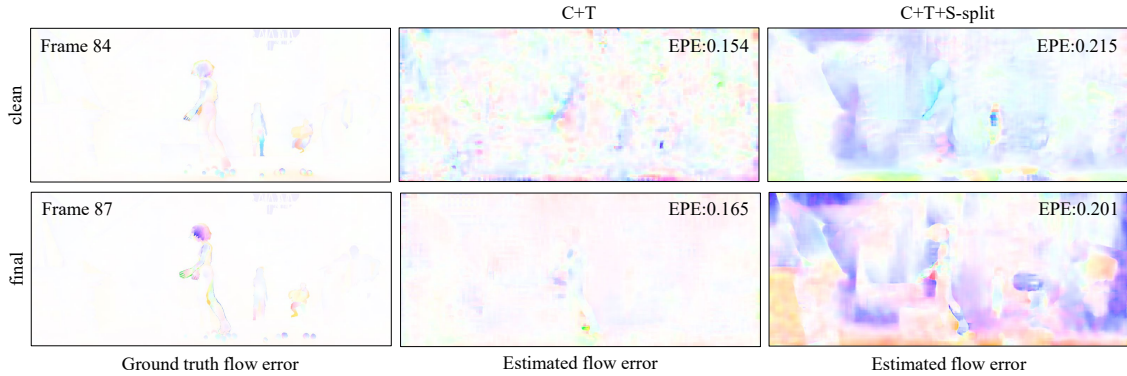 C+T
C+T+S-split
clean
Frame 84
EPE:0.154
EPE:0.215
final
Frame 87
EPE:0.165
EPE:0.201
Ground truth flow error
Estimated flow error
Estimated flow error